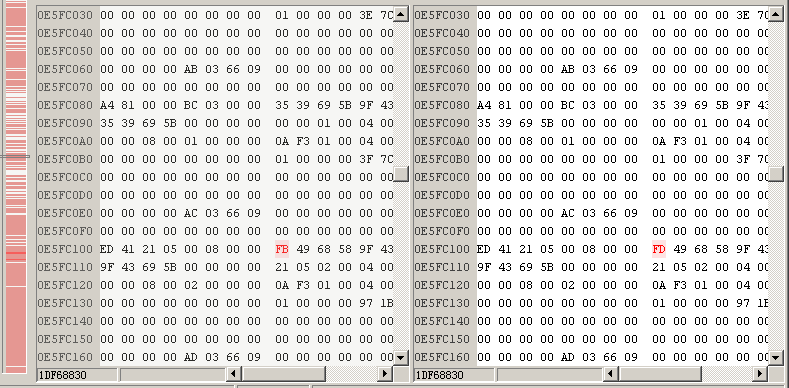 0E5FC030 00 00 00 00 00 00 00 00 01 00 00 00 3E 7C
0E5FC040 00 00 00 00 00 00 00 00 00 00 00 00 00 00
0E5FC050 00 00 00 00 00 00 00 00 00 00 00 00 00 00
0E5FC060 00 00 00 00 AB 03 66 09 00 00 00 00 00 00
0E5FC070 00 00 00 00 00 00 00 00 00 00 00 00 00 00
0E5FC080 A4 81 00 00 BC 03 00 00 35 39 69 5B 9F 43
0E5FC090 35 39 69 5B 00 00 00 00 00 00 01 00 04 00
0E5FC0A0 00 00 08 00 01 00 00 00 0A F3 01 00 04 00
0E5FC0B0 00 00 00 00 00 00 00 00 01 00 00 00 3F 7C
0E5FC0C0 00 00 00 00 00 00 00 00 00 00 00 00 00 00
0E5FC0D0 00 00 00 00 00 00 00 00 00 00 00 00 00 00
0E5FC0E0 00 00 00 00 AC 03 66 09 00 00 00 00 00 00
0E5FC0F0 00 00 00 00 00 00 00 00 00 00 00 00 00 00
0E5FC100 ED 41 21 05 00 08 00 00 FB 49 68 58 9F 43
0E5FC110 9F 43 69 5B 00 00 00 00 21 05 02 00 04 00
0E5FC120 00 00 08 00 02 00 00 00 0A F3 01 00 04 00
0E5FC130 00 00 00 00 00 00 00 00 01 00 00 00 97 1B
0E5FC140 00 00 00 00 00 00 00 00 00 00 00 00 00 00
0E5FC150 00 00 00 00 00 00 00 00 00 00 00 00 00 00
0E5FC160 00 00 00 00 AD 03 66 09 00 00 00 00 00 00
1DF68830
0E5FC030 00 00 00 00 00 00 00 00 01 00 00 00 3E 7C
0E5FC040 00 00 00 00 00 00 00 00 00 00 00 00 00 00
0E5FC050 00 00 00 00 00 00 00 00 00 00 00 00 00 00
0E5FC060 00 00 00 00 AB 03 66 09 00 00 00 00 00 00
0E5FC070 00 00 00 00 00 00 00 00 00 00 00 00 00 00
0E5FC080 A4 81 00 00 BC 03 00 00 35 39 69 5B 9F 43
0E5FC090 35 39 69 5B 00 00 00 00 00 00 01 00 04 00
0E5FC0A0 00 00 08 00 01 00 00 00 0A F3 01 00 04 00
0E5FC0B0 00 00 00 00 00 00 00 00 01 00 00 00 3F 7C
0E5FC0C0 00 00 00 00 00 00 00 00 00 00 00 00 00 00
0E5FC0D0 00 00 00 00 00 00 00 00 00 00 00 00 00 00
0E5FC0E0 00 00 00 00 AC 03 66 09 00 00 00 00 00 00
0E5FC0F0 00 00 00 00 00 00 00 00 00 00 00 00 00 00
0E5FC100 ED 41 21 05 00 08 00 00 FD 49 68 58 9F 43
0E5FC110 9F 43 69 5B 00 00 00 00 21 05 02 00 04 00
0E5FC120 00 00 08 00 02 00 00 00 0A F3 01 00 04 00
0E5FC130 00 00 00 00 00 00 00 00 01 00 00 00 97 1B
0E5FC140 00 00 00 00 00 00 00 00 00 00 00 00 00 00
0E5FC150 00 00 00 00 00 00 00 00 00 00 00 00 00 00
0E5FC160 00 00 00 00 AD 03 66 09 00 00 00 00 00 00
1DF68830